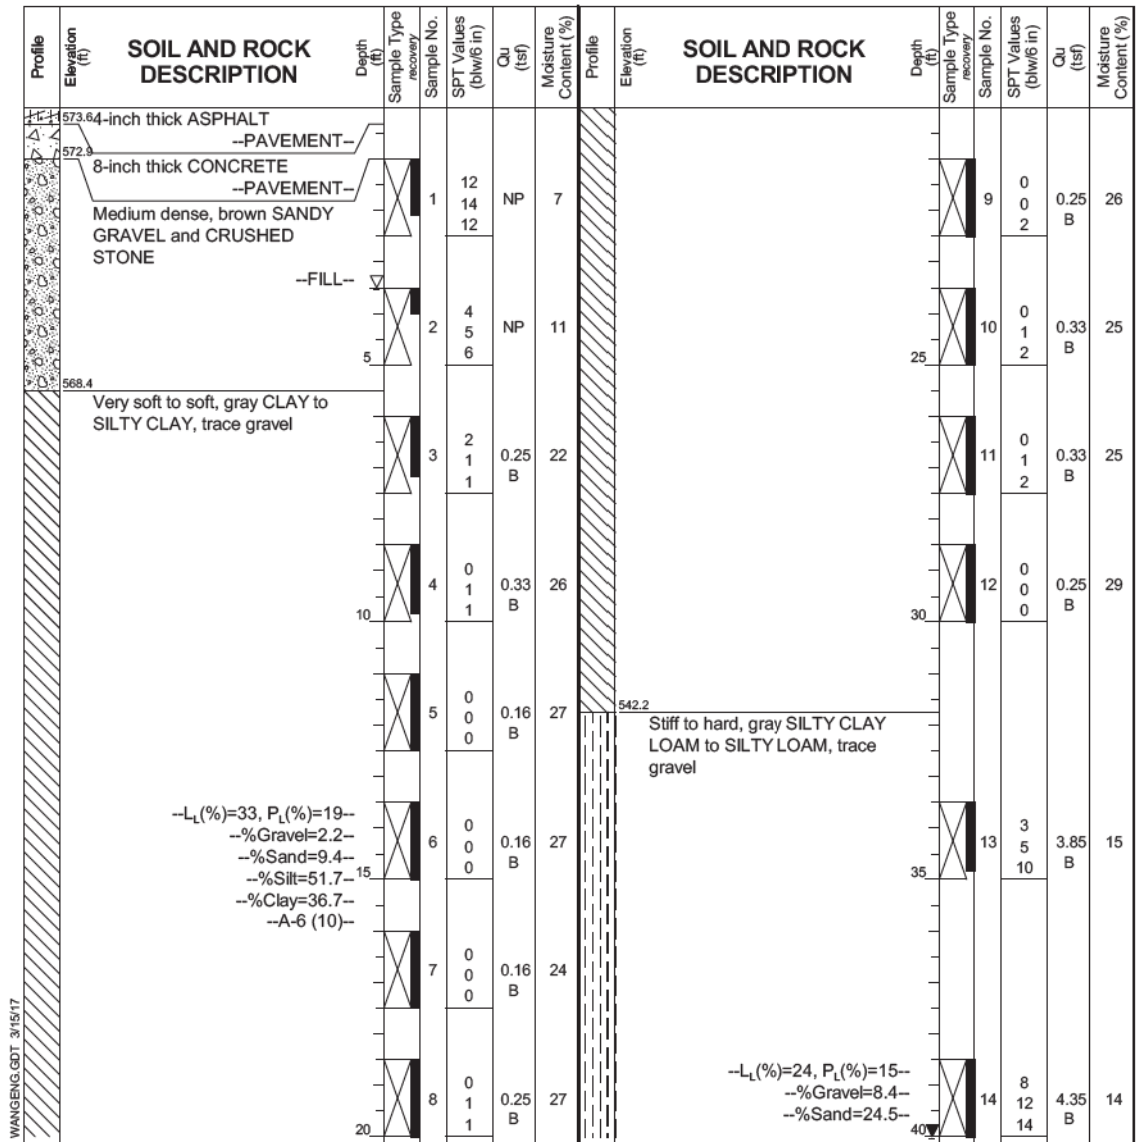 Profile
Elevation
(ft)
SOIL AND ROCK
DESCRIPTION
Depth
(ft)
Sample Type
recovery
Sample No.
SPT Values
(blw/6 in)
Qu
(tsf)
Moisture
Content (%)
573.6 4-inch thick ASPHALT
--PAVEMENT--
572.9
8-inch thick CONCRETE
--PAVEMENT--
Medium dense, brown SANDY
GRAVEL and CRUSHED
STONE
--FILL--
1
12
14
12
NP
7
2
4
5
6
NP
11
5
568.4
Very soft to soft, gray CLAY to
SILTY CLAY, trace gravel
3
2
1
1
0.25
B
22
4
0
1
1
0.33
B
26
10
5
0
0
0
0.16
B
27
--LL(%)=33, PL(%)=19--
--%Gravel=2.2--
--%Sand=9.4--
--%Silt=51.7--
15
--%Clay=36.7--
--A-6 (10)--
6
0
0
0
0.16
B
27
7
0
0
0
0.16
B
24
8
0
1
1
0.25
B
27
20
WANGENG.GDT 3/15/17
Profile
Elevation
(ft)
SOIL AND ROCK
DESCRIPTION
Depth
(ft)
Sample Type
recovery
Sample No.
SPT Values
(blw/6 in)
Qu
(tsf)
Moisture
Content (%)
9
0
0
2
0.25
B
26
10
0
1
2
0.33
B
25
25
11
0
1
2
0.33
B
25
12
0
0
0
0.25
B
29
30
542.2
Stiff to hard, gray SILTY CLAY
LOAM to SILTY LOAM, trace
gravel
13
3
5
10
3.85
B
15
35
--LL(%)=24, PL(%)=15--
--%Gravel=8.4--
--%Sand=24.5--
14
8
12
14
4.35
B
14
40